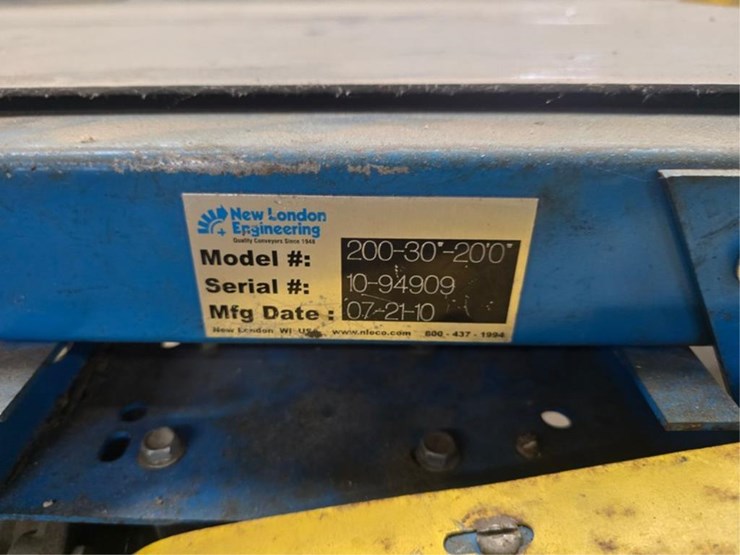 New London
Engineering
Quality Conveyors Since 1946
Model #: 200-30"-20'0"
Serial #: 10-94909
Mfg Date : 07-21-10
New London WI USA www.nleco.com 800 - 437 - 1994